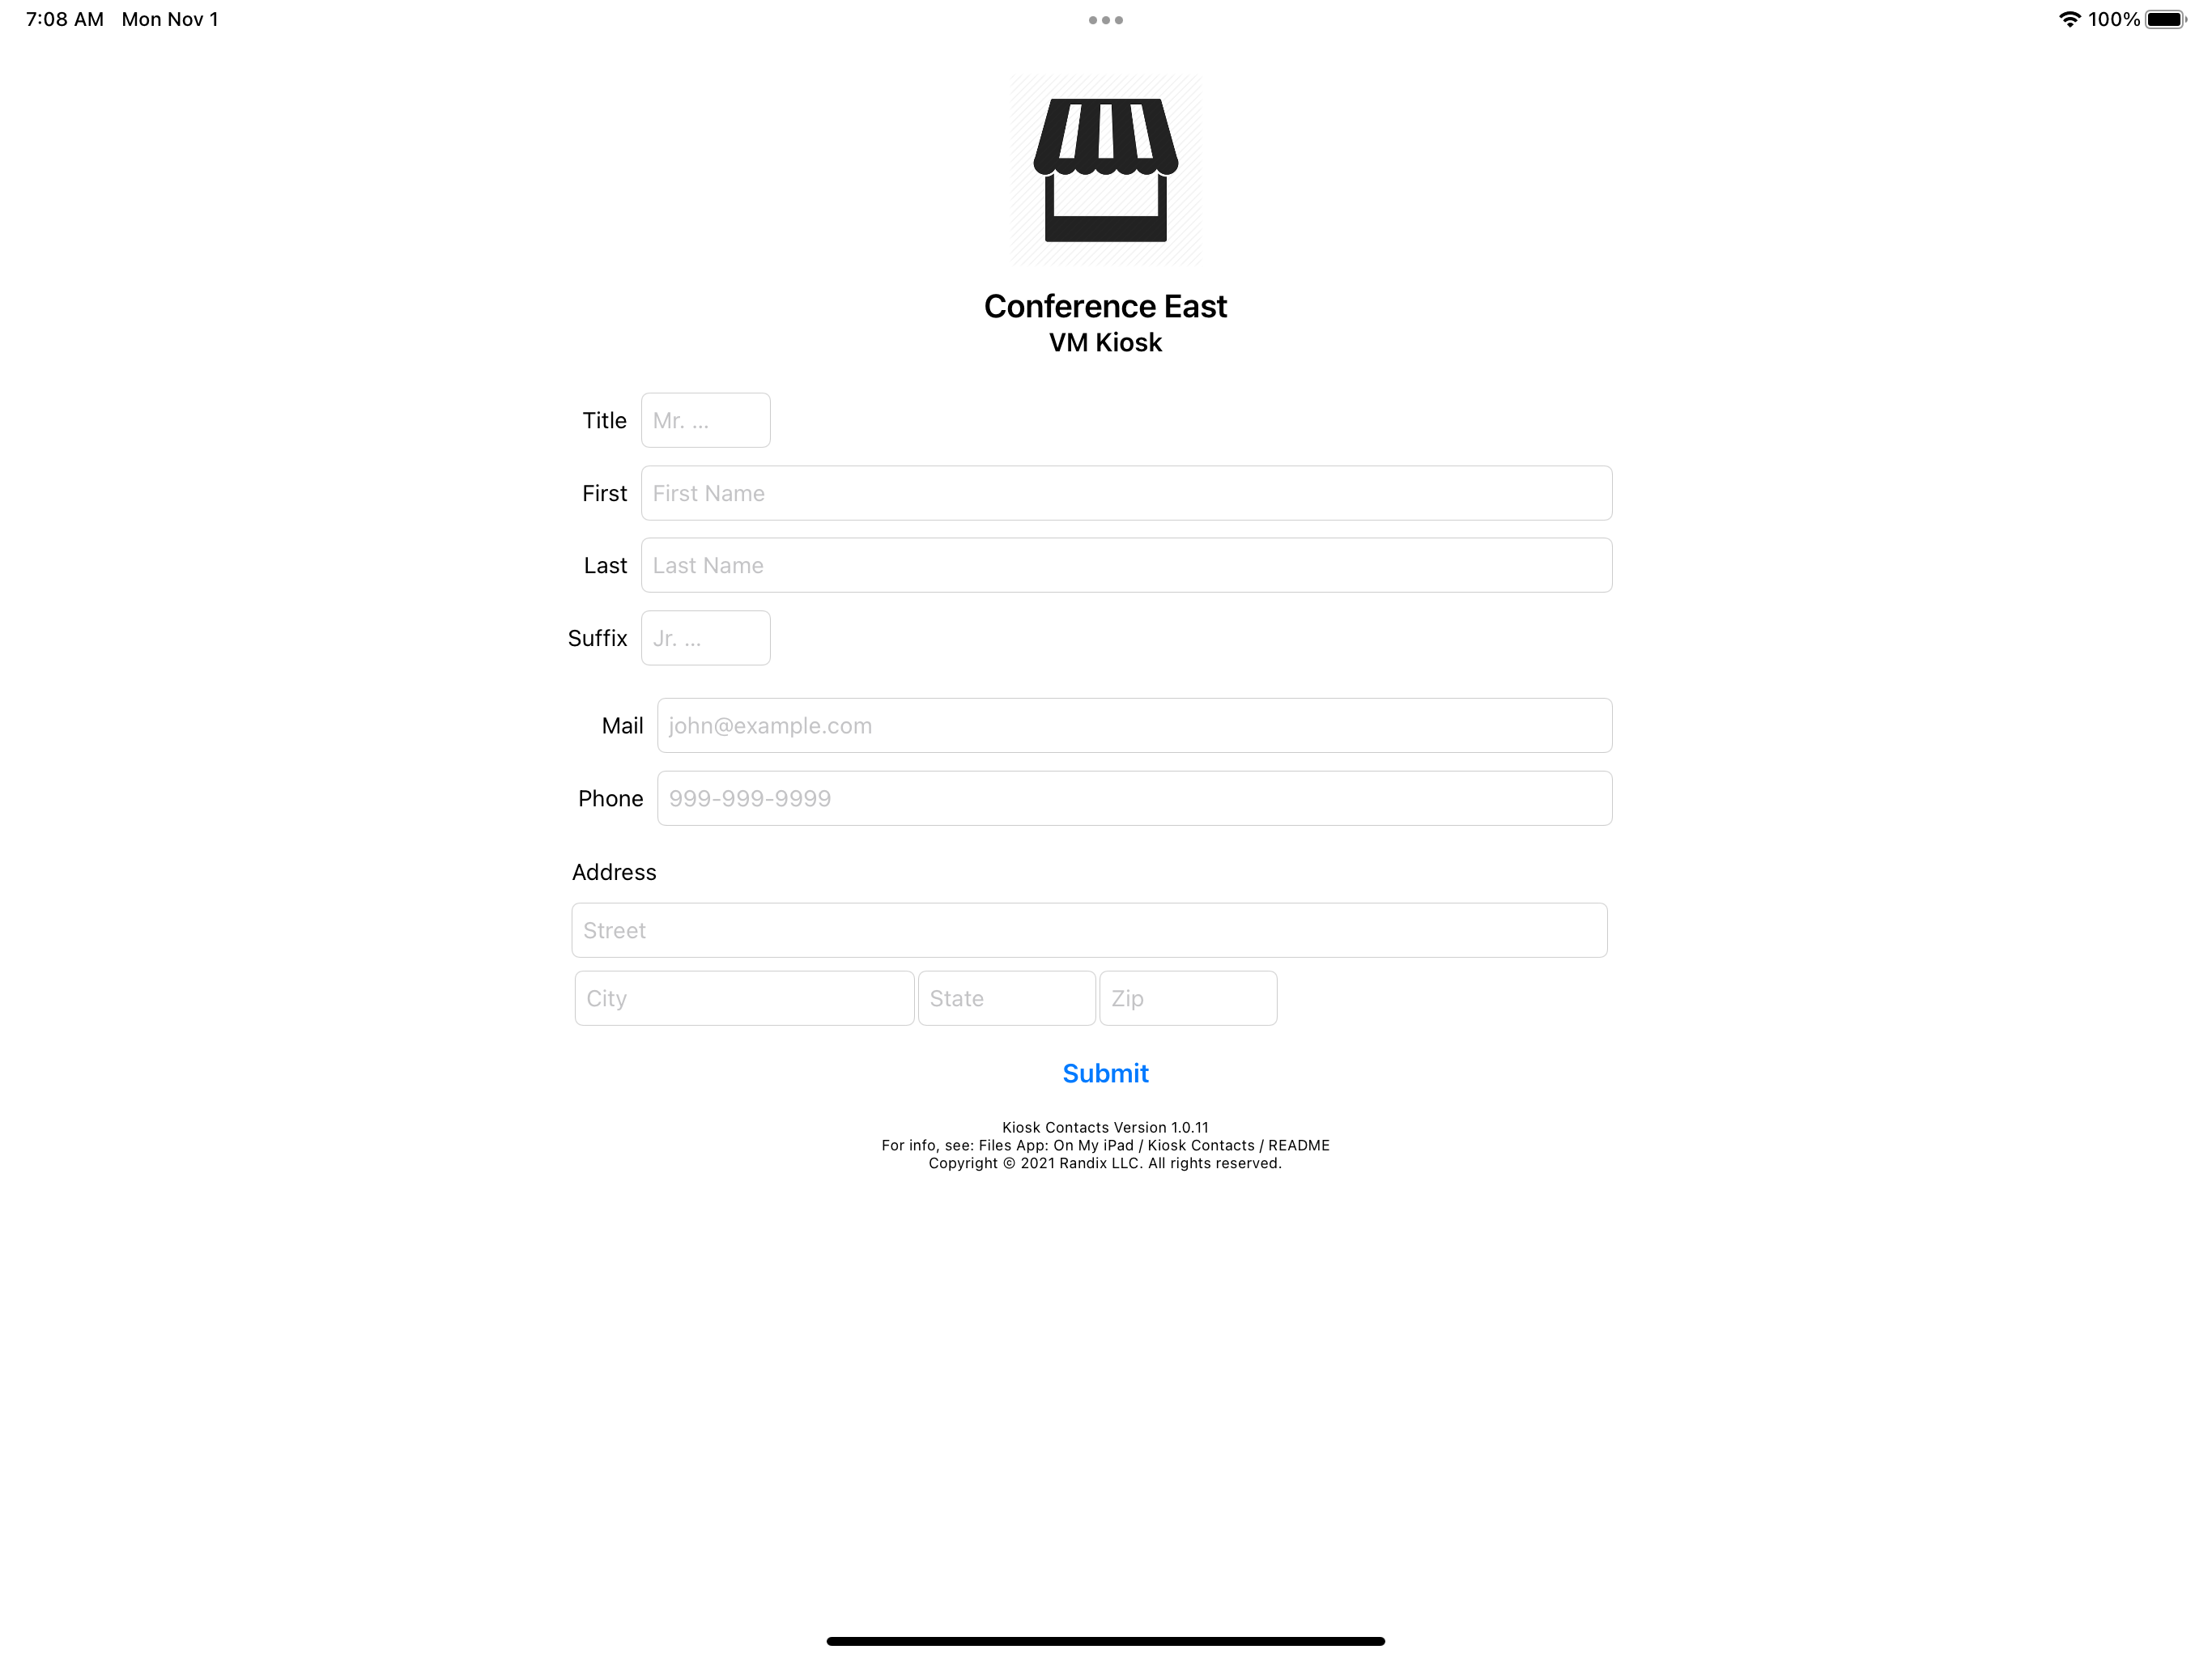 7:08 AM Mon Nov 1
100%
Conference East
VM Kiosk
Title Mr. ...
First First Name
Last Last Name
Suffix Jr. ...
Mail john@example.com
Phone 999-999-9999
Address
Street
City State Zip
Submit
Kiosk Contacts Version 1.0.11
For info, see: Files App: On My iPad / Kiosk Contacts / README
Copyright © 2021 Randix LLC. All rights reserved.